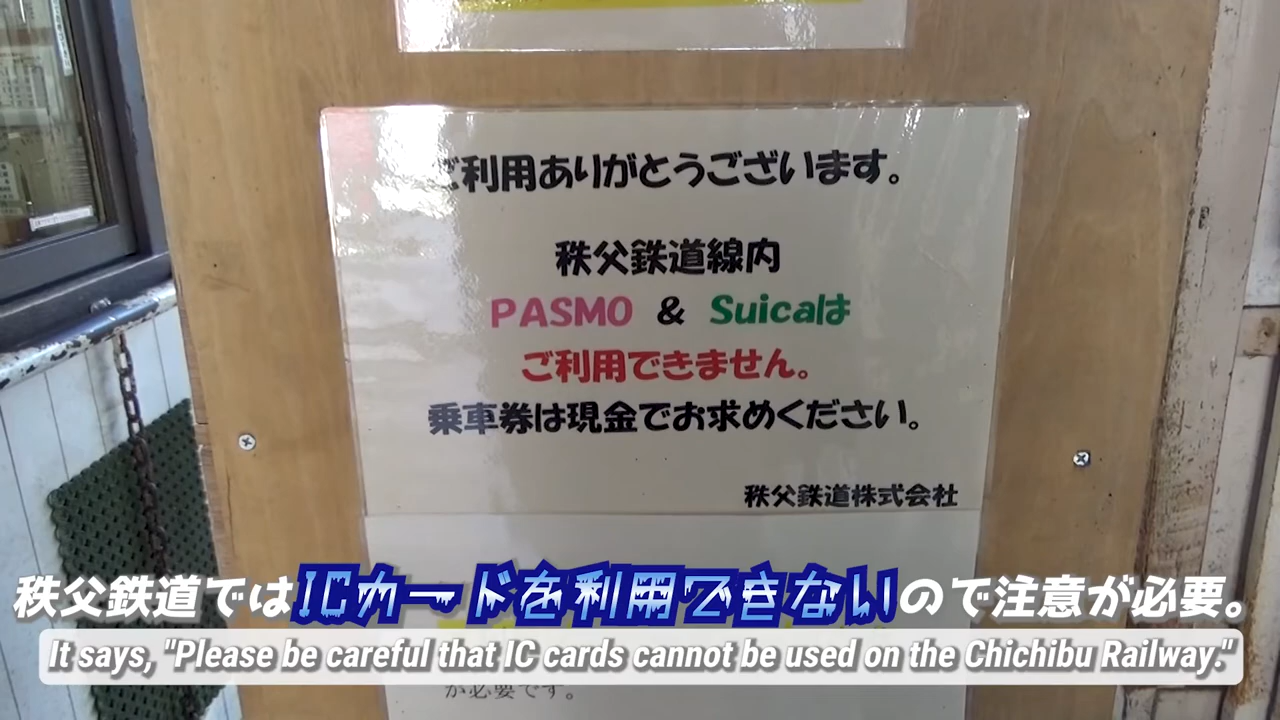 ご利用ありがとうございます。
秩父鉄道線内
PASMO & Suicaは
ご利用できません。
乗車券は現金でお求めください。
秩父鉄道株式会社
秩父鉄道ではICカードを利用できないので注意が必要。
It says, "Please be careful that IC cards cannot be used on the Chichibu Railway."
が必要です。